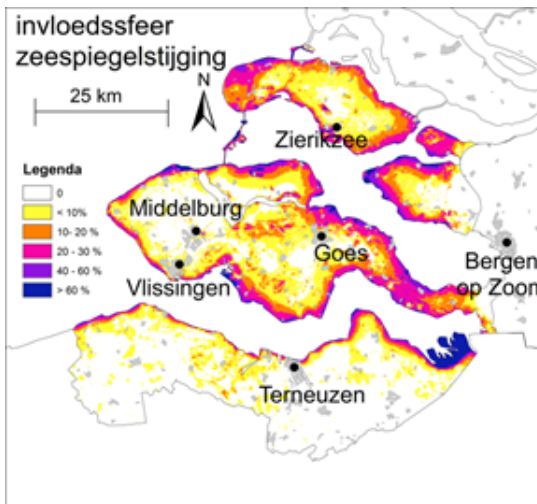 invloedssfeer
zeespiegelstijging
N
25 km
Zierikzee
Legenda
0
< 10%
10- 20 %
20 - 30 %
40 - 60 %
> 60 %
Middelburg
Goes
Vlissingen
Bergen
op Zoom
Terneuzen